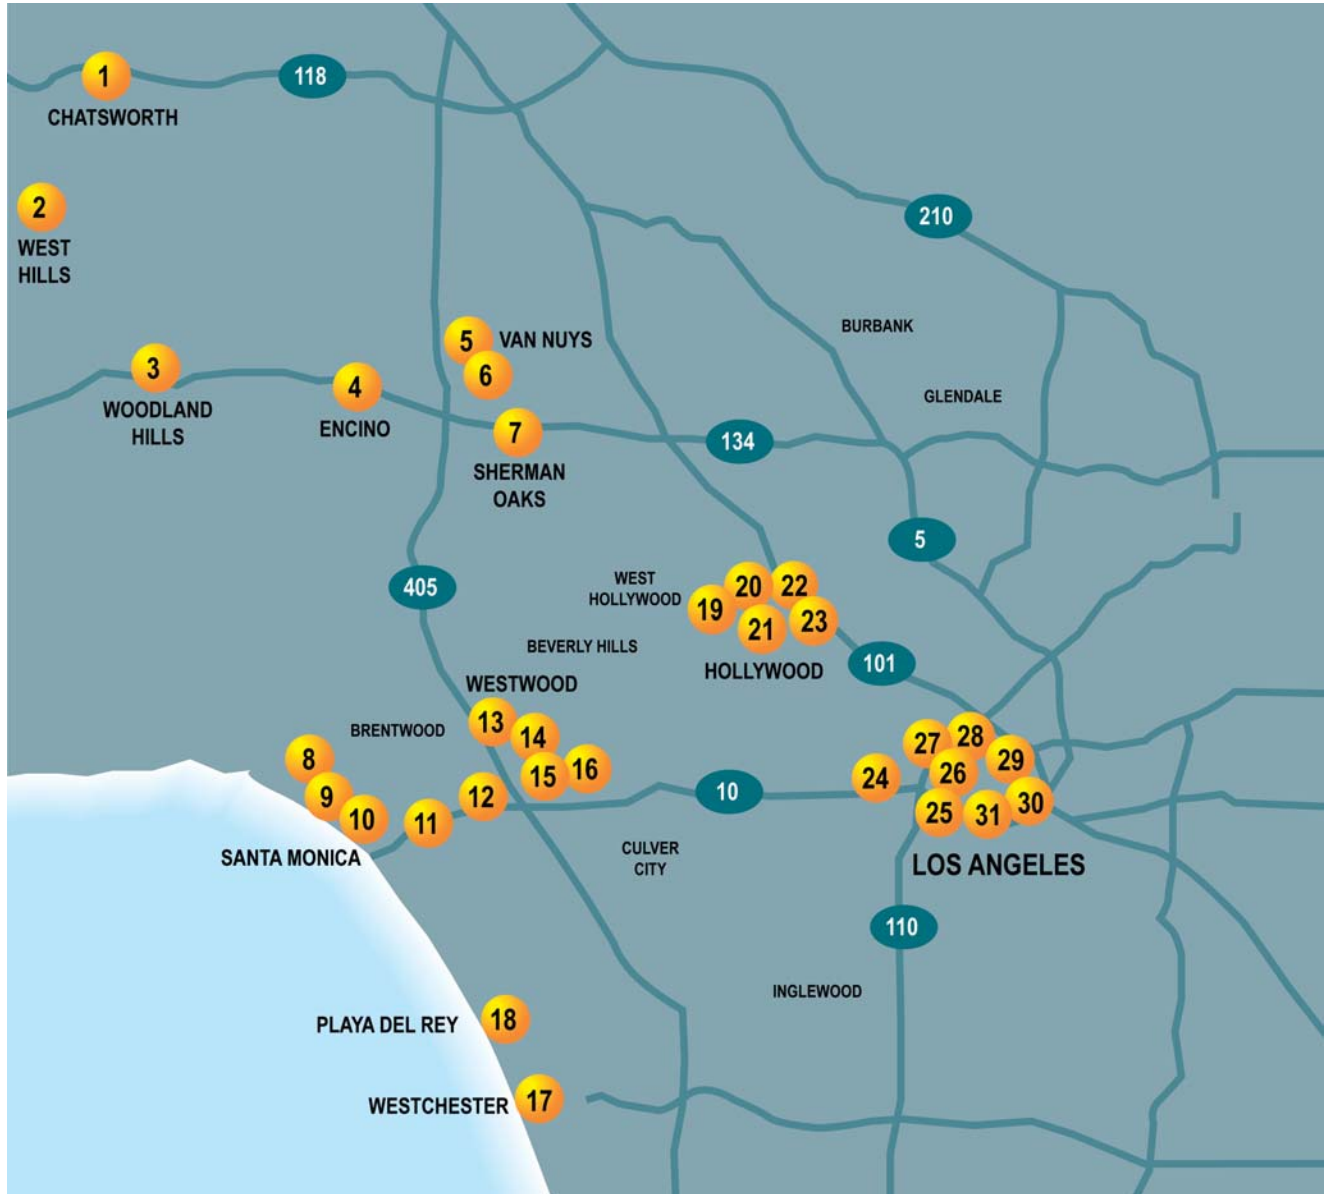 1
118
CHATSWORTH
2
210
WEST
HILLS
BURBANK
5
VAN NUYS
3
6
4
GLENDALE
WOODLAND
HILLS
ENCINO
7
134
SHERMAN
OAKS
5
405
WEST
HOLLYWOOD
20
22
19
21
23
BEVERLY HILLS
HOLLYWOOD
101
WESTWOOD
13
BRENTWOOD
14
27
28
8
29
15
16
24
26
9
12
10
10
11
25
31
30
CULVER
CITY
SANTA MONICA
LOS ANGELES
110
INGLEWOOD
PLAYA DEL REY
18
WESTCHESTER
17